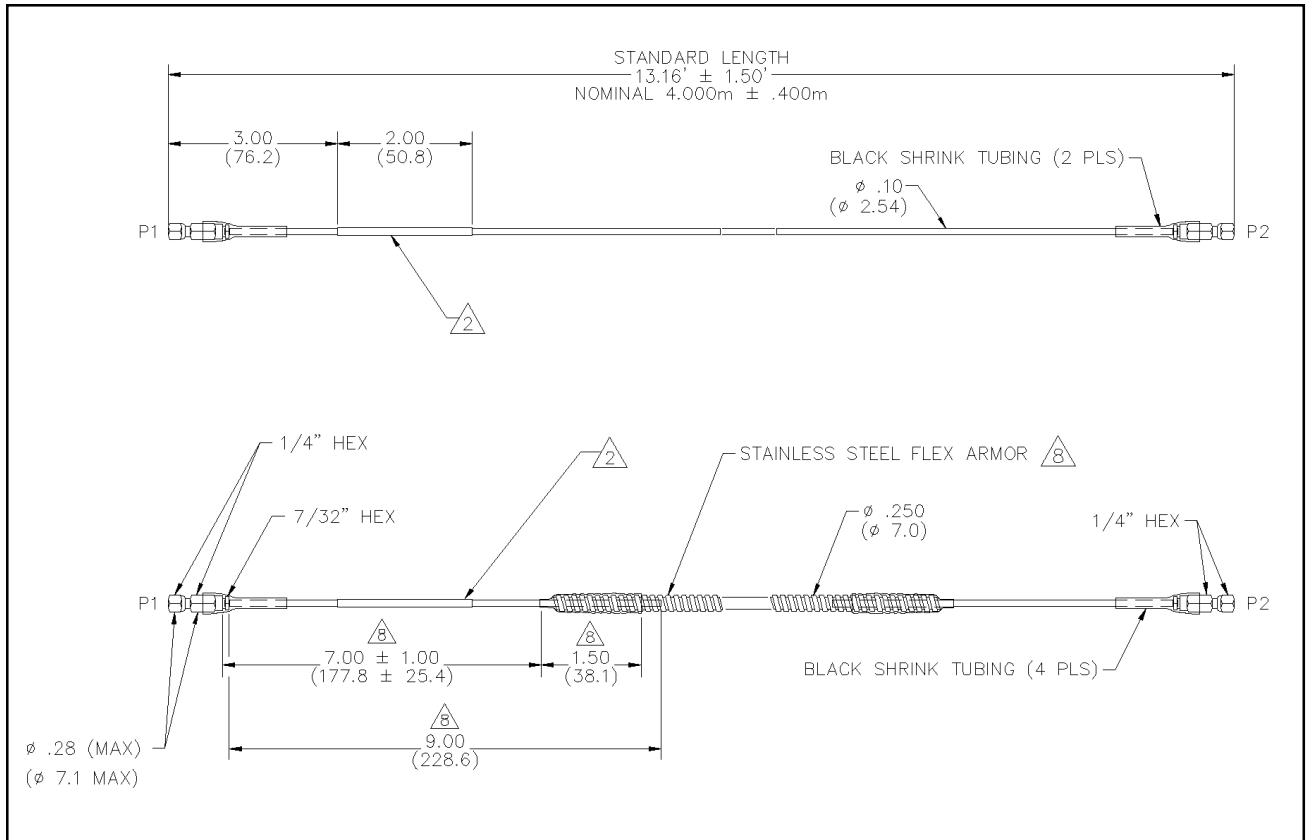 STANDARD LENGTH
13.16' ± 1.50'
NOMINAL 4.000m ± .400m
3.00
(76.2)
2.00
(50.8)
BLACK SHRINK TUBING (2 PLS)
ø .10
(ø 2.54)
P1
P2
2
1/4" HEX
2
STAINLESS STEEL FLEX ARMOR 8
7/32" HEX
ø .250
(ø 7.0)
1/4" HEX
P1
P2
8
7.00 ± 1.00
(177.8 ± 25.4)
8
1.50
(38.1)
BLACK SHRINK TUBING (4 PLS)
8
9.00
(228.6)
ø .28 (MAX)
(ø 7.1 MAX)